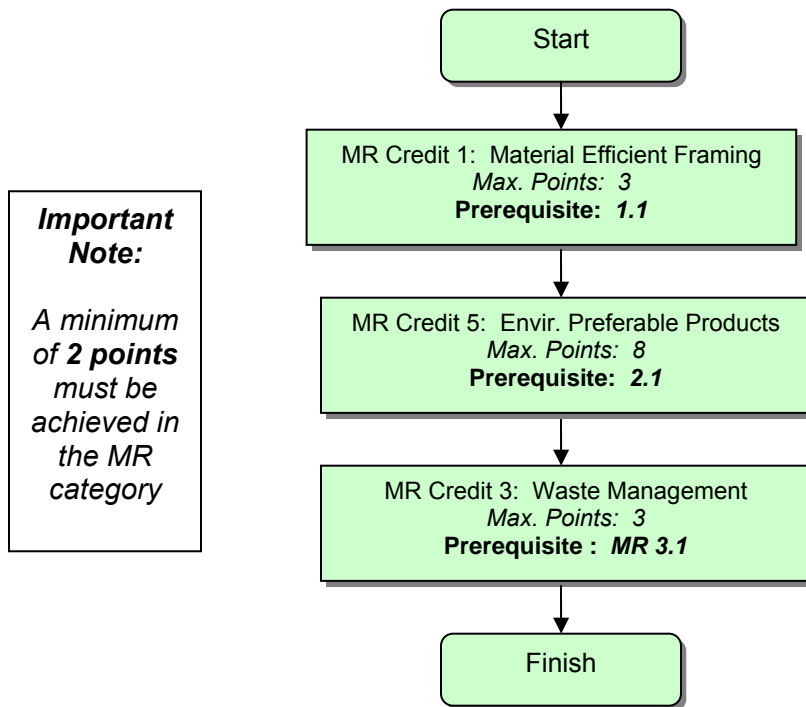 Start
MR Credit 1: Material Efficient Framing
Max. Points: 3
Prerequisite: 1.1
Important
Note:
A minimum
of 2 points
must be
achieved in
the MR
category
MR Credit 5: Envir. Preferable Products
Max. Points: 8
Prerequisite: 2.1
MR Credit 3: Waste Management
Max. Points: 3
Prerequisite : MR 3.1
Finish